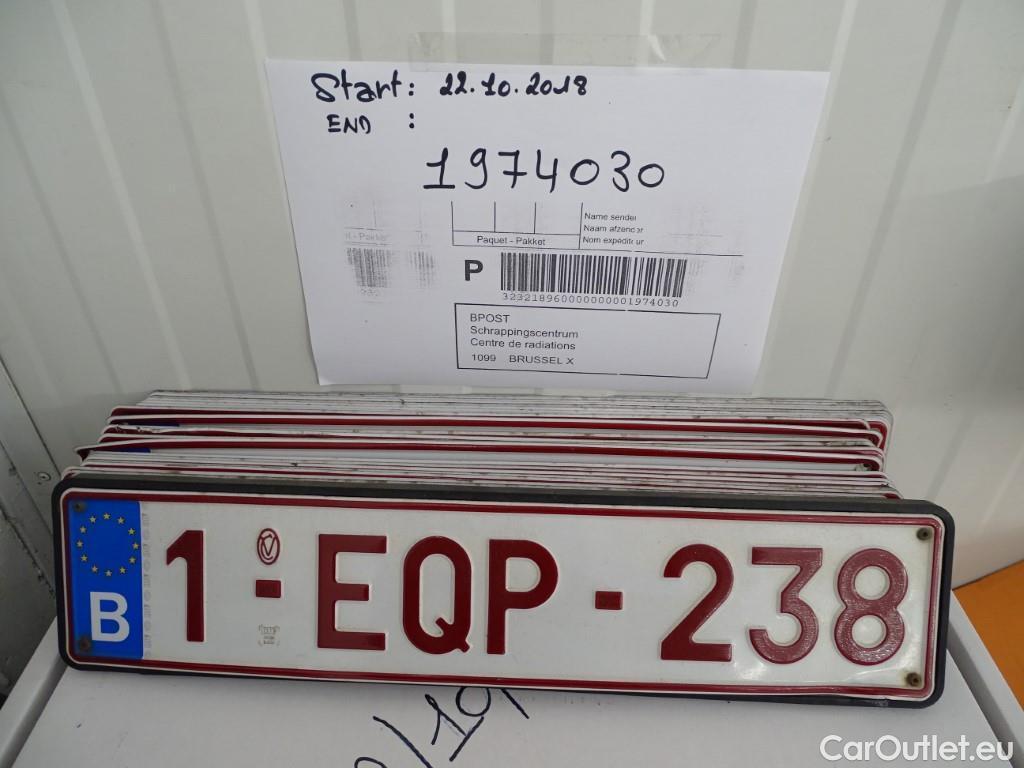 Start: 22.10.2018
END :
1974030
Name sender
Naam afzender
Paquet - Pakket
Nom expéditeur
P
323218960000000001974030
BPOST
Schrappingscentrum
Centre de radiations
1099 BRUSSEL X
B
1-EQP-238
/10/
CarOutlet.eu